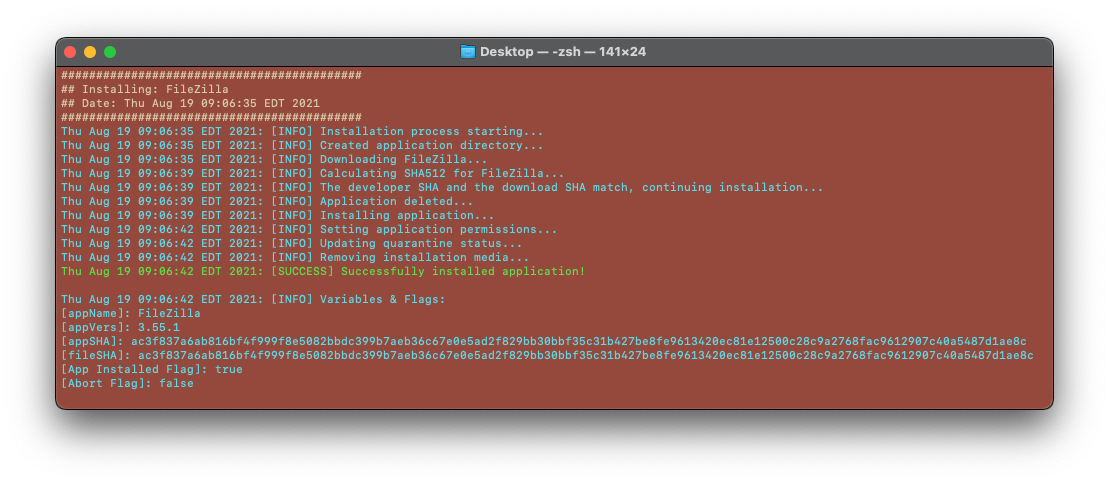 Desktop — -zsh — 141×24
###########################################
## Installing: FileZilla
## Date: Thu Aug 19 09:06:35 EDT 2021
###########################################
Thu Aug 19 09:06:35 EDT 2021: [INFO] Installation process starting...
Thu Aug 19 09:06:35 EDT 2021: [INFO] Created application directory...
Thu Aug 19 09:06:35 EDT 2021: [INFO] Downloading FileZilla...
Thu Aug 19 09:06:39 EDT 2021: [INFO] Calculating SHA512 for FileZilla...
Thu Aug 19 09:06:39 EDT 2021: [INFO] The developer SHA and the download SHA match, continuing installation...
Thu Aug 19 09:06:39 EDT 2021: [INFO] Application deleted...
Thu Aug 19 09:06:39 EDT 2021: [INFO] Installing application...
Thu Aug 19 09:06:42 EDT 2021: [INFO] Setting application permissions...
Thu Aug 19 09:06:42 EDT 2021: [INFO] Updating quarantine status...
Thu Aug 19 09:06:42 EDT 2021: [INFO] Removing installation media...
Thu Aug 19 09:06:42 EDT 2021: [SUCCESS] Successfully installed application!
Thu Aug 19 09:06:42 EDT 2021: [INFO] Variables & Flags:
[appName]: FileZilla
[appVers]: 3.55.1
[appSHA]: ac3f837a6ab816bf4f999f8e5082bbdc399b7aeb36c67e0e5ad2f829bb30bbf35c31b427be8fe9613420ec81e12500c28c9a2768fac9612907c40a5487d1ae8c
[fileSHA]: ac3f837a6ab816bf4f999f8e5082bbdc399b7aeb36c67e0e5ad2f829bb30bbf35c31b427be8fe9613420ec81e12500c28c9a2768fac9612907c40a5487d1ae8c
[App Installed Flag]: true
[Abort Flag]: false